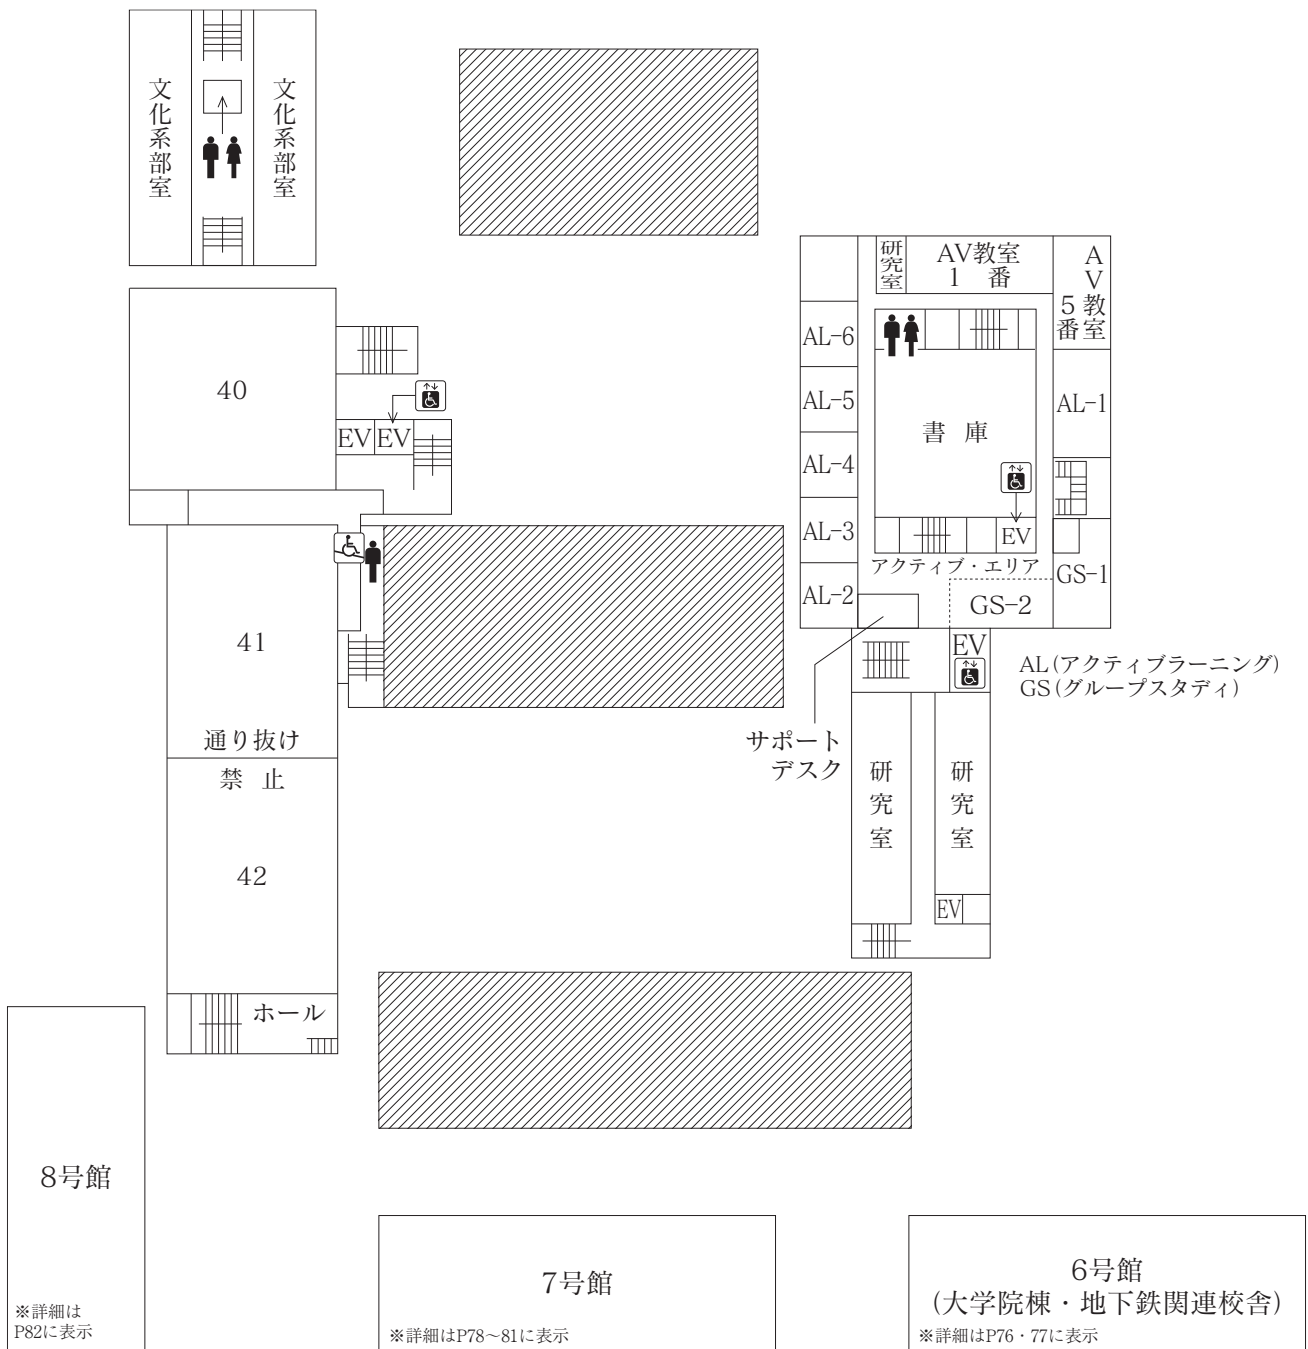 文化系部室
文化系部室
研究室
AV教室
1 番
AV教室
5番
AL-6
AL-5
AL-4
AL-3
AL-2
書 庫
AL-1
EV
アクティブ・エリア
GS-1
GS-2
EV
AL(アクティブラーニング)
GS(グループスタディ)
サポート
デスク
研究室
研究室
EV
40
EV
EV
41
通り抜け
禁 止
42
ホール
8号館
※詳細は
P82に表示
7号館
※詳細はP78~81に表示
6号館
(大学院棟・地下鉄関連校舎)
※詳細はP76・77に表示